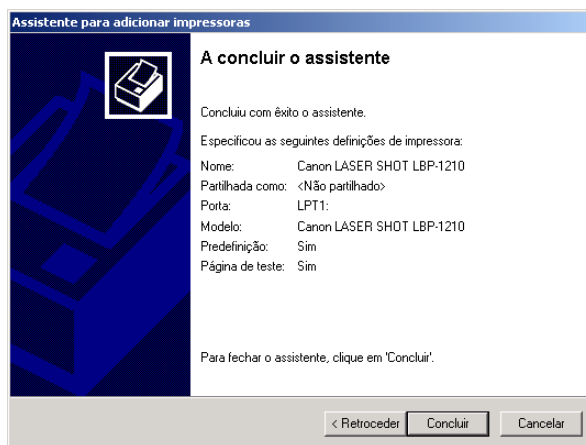 Assistente para adicionar impressoras
A concluir o assistente
Concluiu com êxito o assistente.
Especificou as seguintes definições de impressora:
Nome: Canon LASER SHOT LBP-1210
Partilhada como: <Não partilhado>
Porta: LPT1:
Modelo: Canon LASER SHOT LBP-1210
Predefinição: Sim
Página de teste: Sim
Para fechar o assistente, clique em 'Concluir'.
< Retroceder Concluir Cancelar